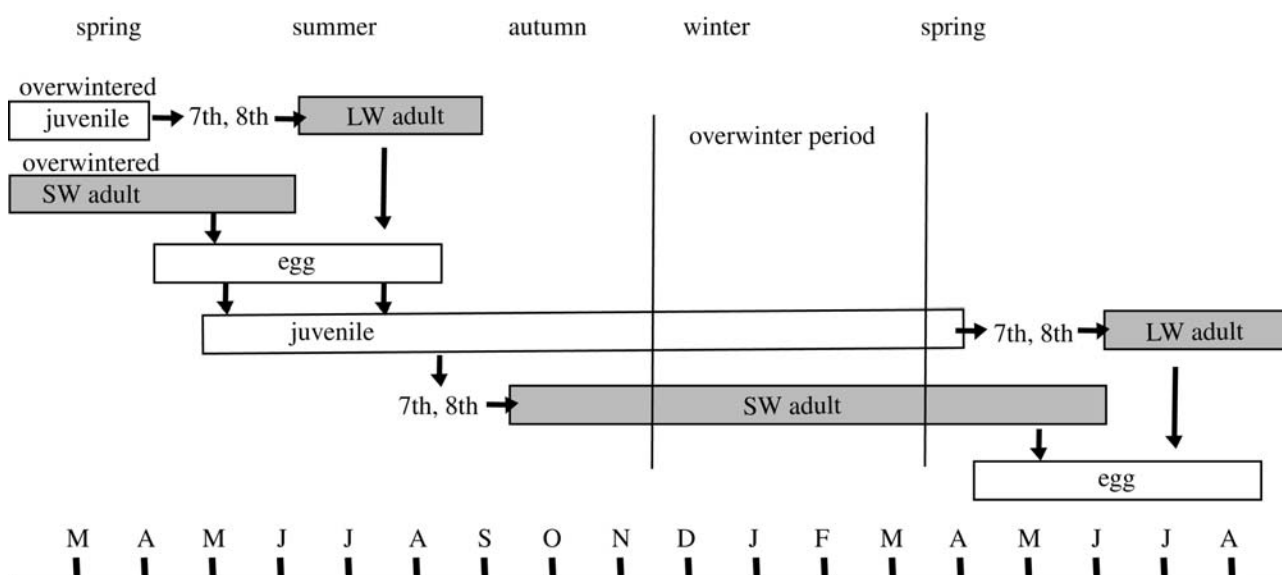 spring summer autumn winter spring
overwintered
juvenile 7th, 8th LW adult
overwinter period
overwintered
SW adult
egg
juvenile 7th, 8th LW adult
7th, 8th SW adult
egg
M A M J J A S O N D J F M A M J J A